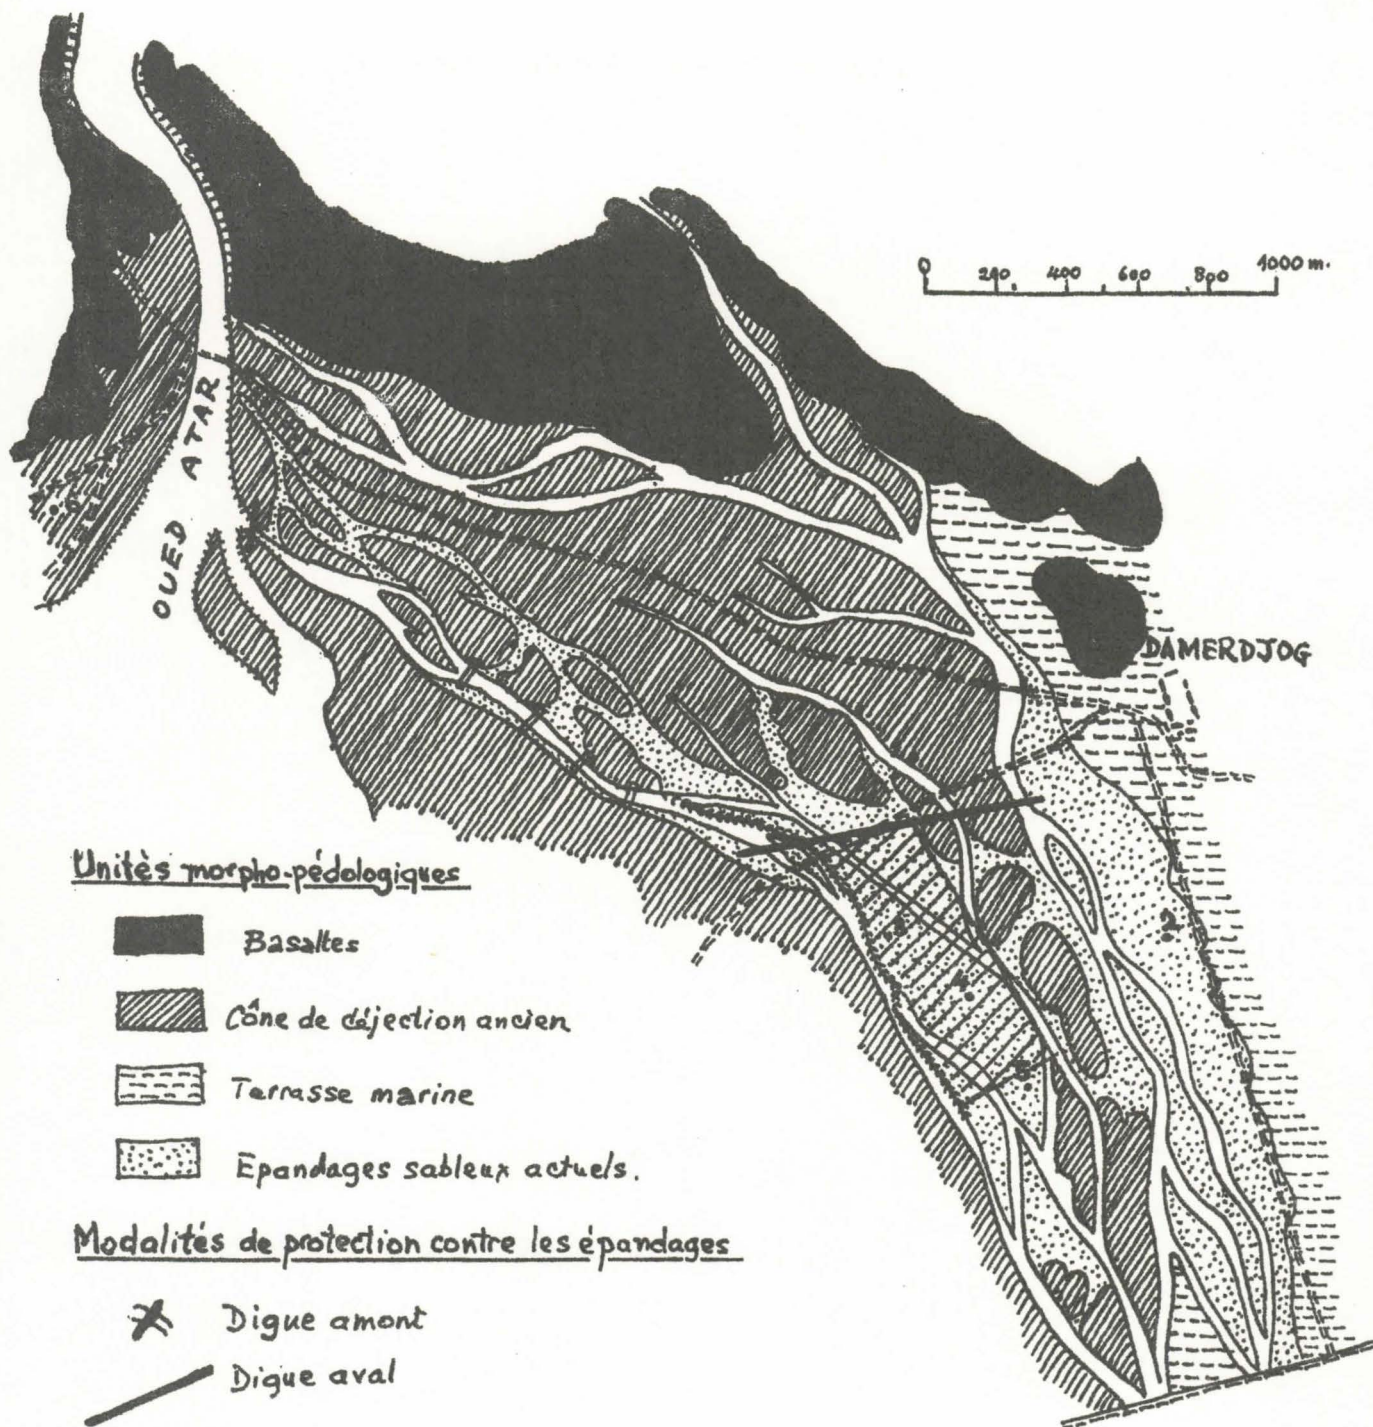 0 200 400 600 800 1000 m.
OUED ATAR
DAMERDJOG
Unités morpho-pédologiques
Basaltes
Cône de déjection ancien
Terrasse marine
Epandages sableux actuels.
Modalités de protection contre les épandages
Digue amont
Digue aval